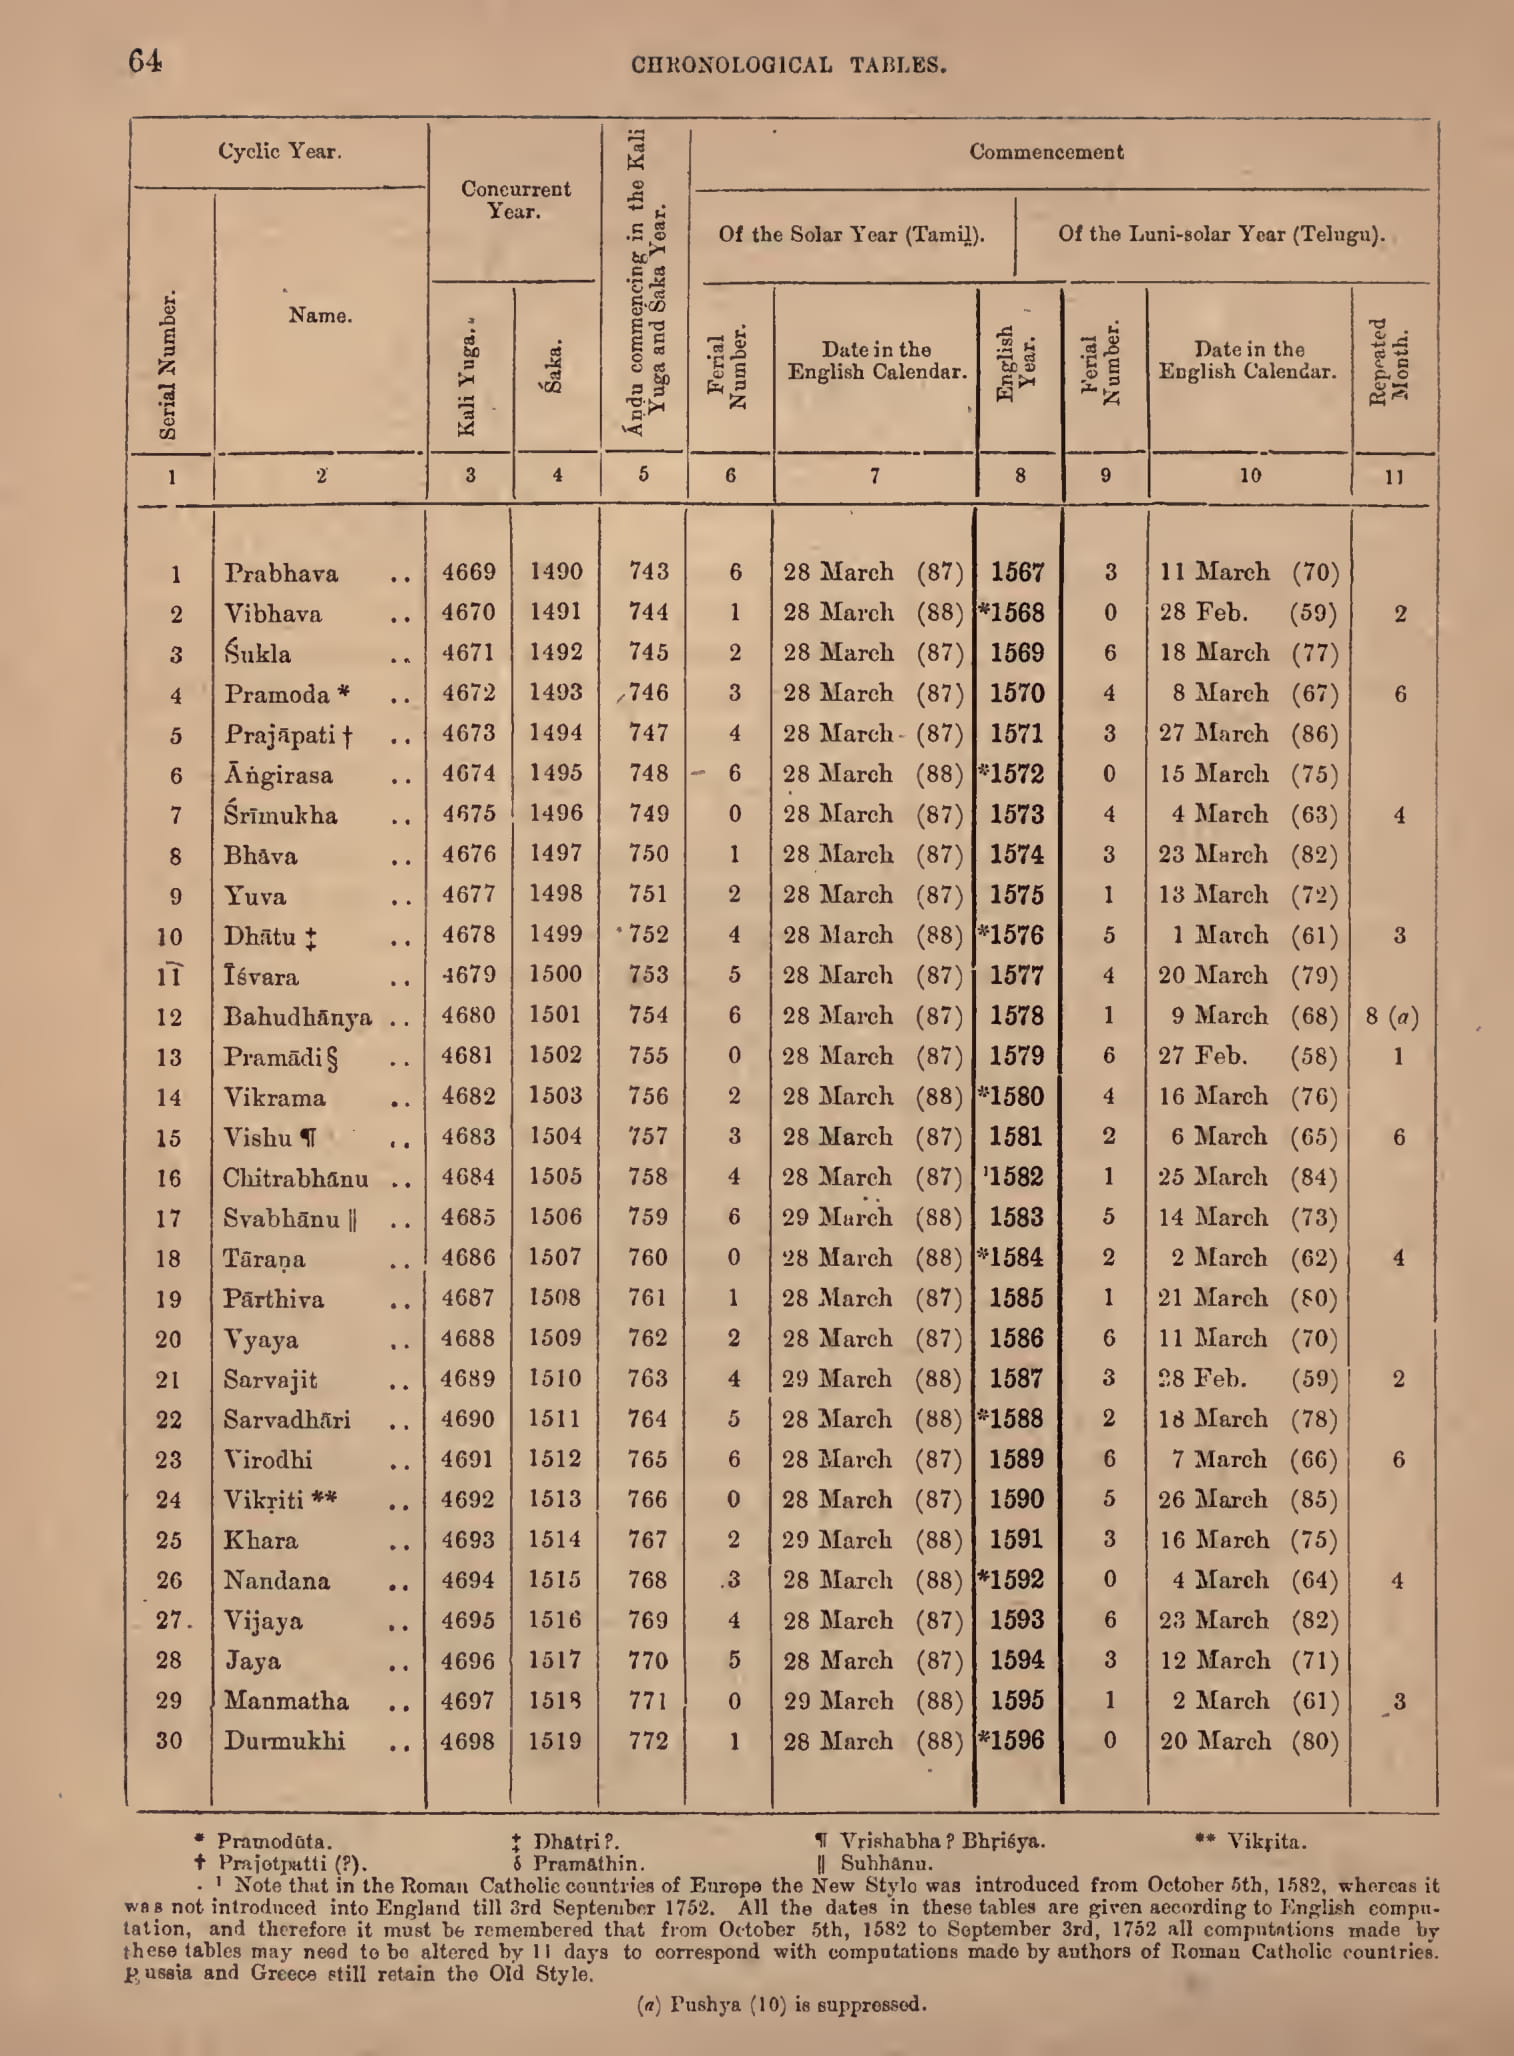 64
CHRONOLOGICAL TABLES.
Cyclic Year.
Concurrent Year.
Āṇḍu commencing in the Kali Yuga and Śaka Year.
Commencement
Of the Solar Year (Tamiḻ).
Of the Luni-solar Year (Telugu).
Serial Number.
Name.
Kali Yuga.
Śaka.
Ferial Number.
Date in the English Calendar.
English Year.
Ferial Number.
Date in the English Calendar.
Repeated Month.
1 2 3 4 5 6 7 8 9 10 11
1 Prabhava .. 4669 1490 743 6 28 March (87) 1567 3 11 March (70)
2 Vibhava .. 4670 1491 744 1 28 March (88) *1568 0 28 Feb. (59) 2
3 Śukla .. 4671 1492 745 2 28 March (87) 1569 6 18 March (77)
4 Pramoda * .. 4672 1493 746 3 28 March (87) 1570 4 8 March (67) 6
5 Prajāpati † .. 4673 1494 747 4 28 March (87) 1571 3 27 March (86)
6 Āṅgirasa .. 4674 1495 748 6 28 March (88) *1572 0 15 March (75)
7 Śrīmukha .. 4675 1496 749 0 28 March (87) 1573 4 4 March (63) 4
8 Bhāva .. 4676 1497 750 1 28 March (87) 1574 3 23 March (82)
9 Yuva .. 4677 1498 751 2 28 March (87) 1575 1 13 March (72)
10 Dhātu ‡ .. 4678 1499 752 4 28 March (88) *1576 5 1 March (61) 3
11 Īśvara .. 4679 1500 753 5 28 March (87) 1577 4 20 March (79)
12 Bahudhānya .. 4680 1501 754 6 28 March (87) 1578 1 9 March (68) 8 (a)
13 Pramādi § .. 4681 1502 755 0 28 March (87) 1579 6 27 Feb. (58) 1
14 Vikrama .. 4682 1503 756 2 28 March (88) *1580 4 16 March (76)
15 Vishu ¶ .. 4683 1504 757 3 28 March (87) 1581 2 6 March (65) 6
16 Chitrabhānu .. 4684 1505 758 4 28 March (87) ¹1582 1 25 March (84)
17 Svabhānu ‖ .. 4685 1506 759 6 29 March (88) 1583 5 14 March (73)
18 Tāraṇa .. 4686 1507 760 0 28 March (88) *1584 2 2 March (62) 4
19 Pārthiva .. 4687 1508 761 1 28 March (87) 1585 1 21 March (80)
20 Vyaya .. 4688 1509 762 2 28 March (87) 1586 6 11 March (70)
21 Sarvajit .. 4689 1510 763 4 29 March (88) 1587 3 28 Feb. (59) 2
22 Sarvadhāri .. 4690 1511 764 5 28 March (88) *1588 2 18 March (78)
23 Virodhi .. 4691 1512 765 6 28 March (87) 1589 6 7 March (66) 6
24 Vikṛiti ** .. 4692 1513 766 0 28 March (87) 1590 5 26 March (85)
25 Khara .. 4693 1514 767 2 29 March (88) 1591 3 16 March (75)
26 Nandana .. 4694 1515 768 3 28 March (88) *1592 0 4 March (64) 4
27 Vijaya .. 4695 1516 769 4 28 March (87) 1593 6 23 March (82)
28 Jaya .. 4696 1517 770 5 28 March (87) 1594 3 12 March (71)
29 Manmatha .. 4697 1518 771 0 29 March (88) 1595 1 2 March (61) 3
30 Durmukhi .. 4698 1519 772 1 28 March (88) *1596 0 20 March (80)
* Pramodūta. ‡ Dhātṛi ?. ¶ Vṛishabha ? Bhṛiśya. ** Vikṛita.
† Prajotpatti (?). § Pramāthin. ‖ Subhānu.
¹ Note that in the Roman Catholic countries of Europe the New Style was introduced from October 5th, 1582, whereas it
was not introduced into England till 3rd September 1752. All the dates in these tables are given according to English compu-
tation, and therefore it must be remembered that from October 5th, 1582 to September 3rd, 1752 all computations made by
these tables may need to be altered by 11 days to correspond with computations made by authors of Roman Catholic countries.
Russia and Greece still retain the Old Style.
(a) Pushya (10) is suppressed.